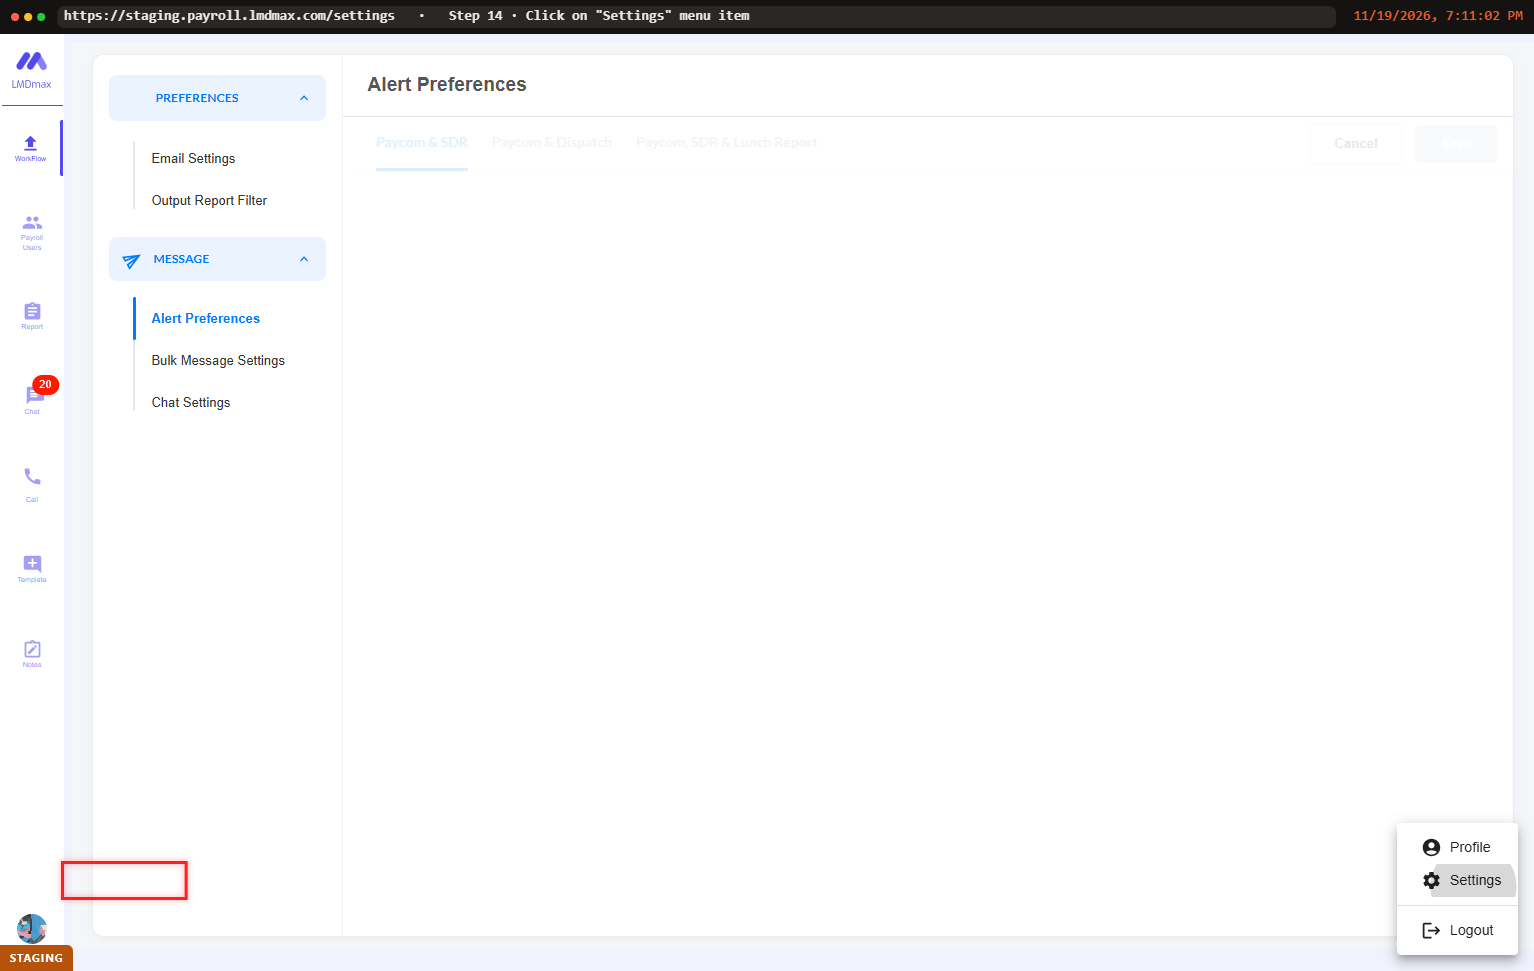 https://staging.payroll.lmdmax.com/settings • Step 14 · Click on "Settings" menu item
11/19/2026, 7:11:02 PM
LMDmax
WorkFlow
Payroll
Users
Report
20
Chat
Call
Template
Notes
STAGING
PREFERENCES
Email Settings
Output Report Filter
MESSAGE
Alert Preferences
Bulk Message Settings
Chat Settings
Alert Preferences
Paycom & SDR
Paycom & Dispatch
Paycom, SDR & Lunch Report
Cancel
Save
Profile
Settings
Logout